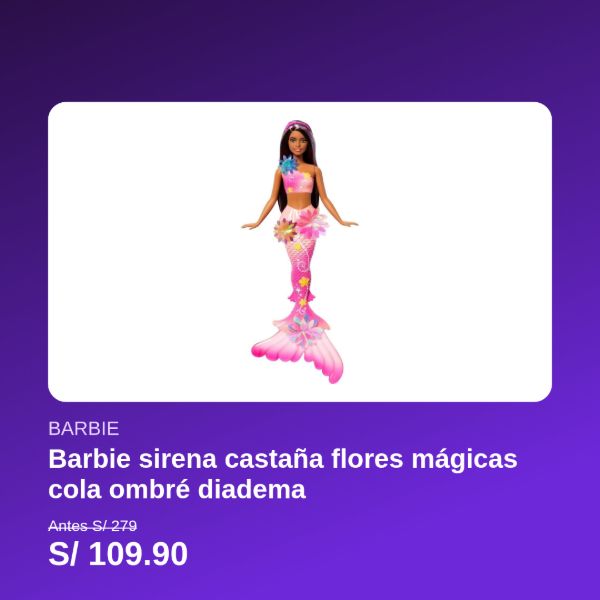 BARBIE
Barbie sirena castaña flores mágicas
cola ombré diadema
Antes S/ 279
S/ 109.90